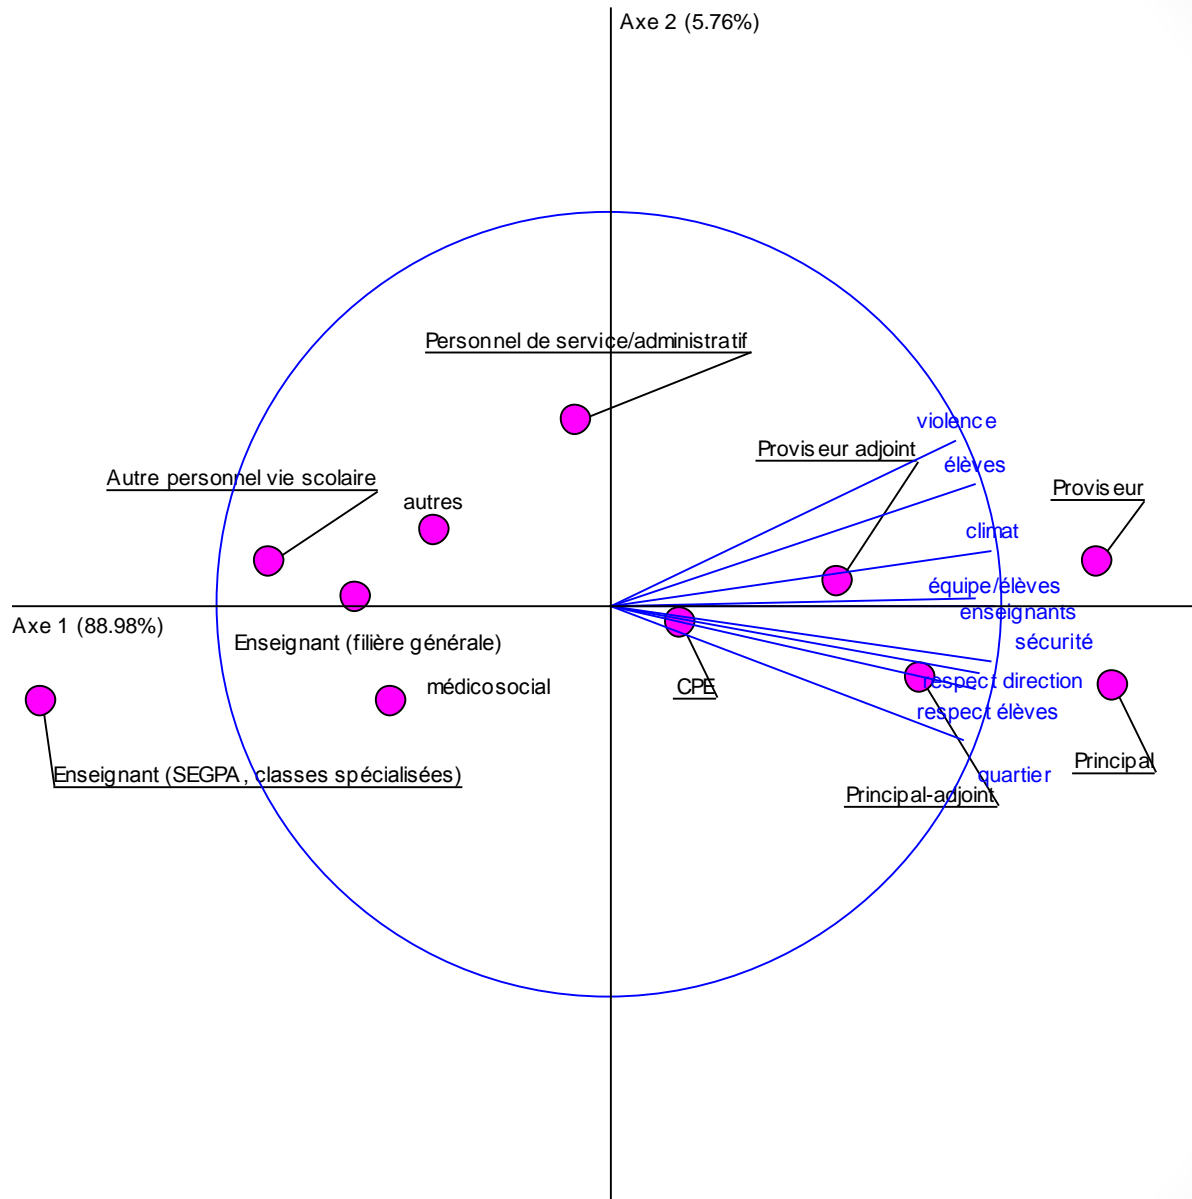 Axe 2 (5.76%)
Personnel de service/administratif
violence
Proviseur adjoint
élèves
Autre personnel vie scolaire
Proviseur
autres
climat
équipe/élèves
enseignants
Axe 1 (88.98%)
Enseignant (filière générale)
sécurité
médicosocial
CPE
respect direction
respect élèves
Principal
Enseignant (SEGPA, classes spécialisées)
quartier
Principal-adjoint